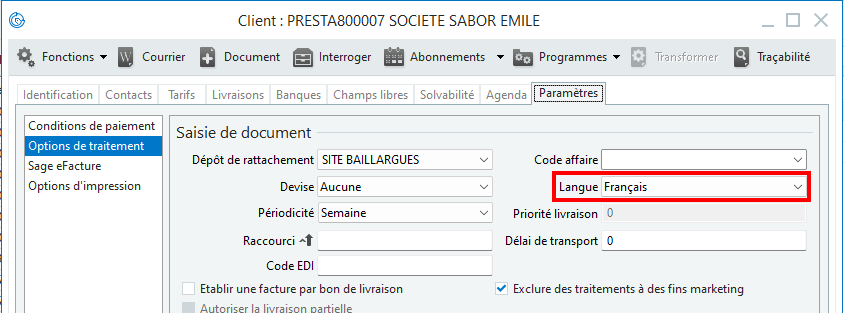 Client : PRESTA800007 SOCIETE SABOR EMILE
Fonctions Courrier Document Interroger Abonnements Programmes Transformer Traçabilité
Identification Contacts Tarifs Livraisons Banques Champs libres Solvabilité Agenda Paramètres
Conditions de paiement
Options de traitement
Sage eFacture
Options d'impression
Saisie de document
Dépôt de rattachement SITE BAILLARGUES Code affaire
Devise Aucune Langue Français
Périodicité Semaine Priorité livraison 0
Raccourci Délai de transport 0
Code EDI
Etablir une facture par bon de livraison Exclure des traitements à des fins marketing
Autoriser la livraison partielle